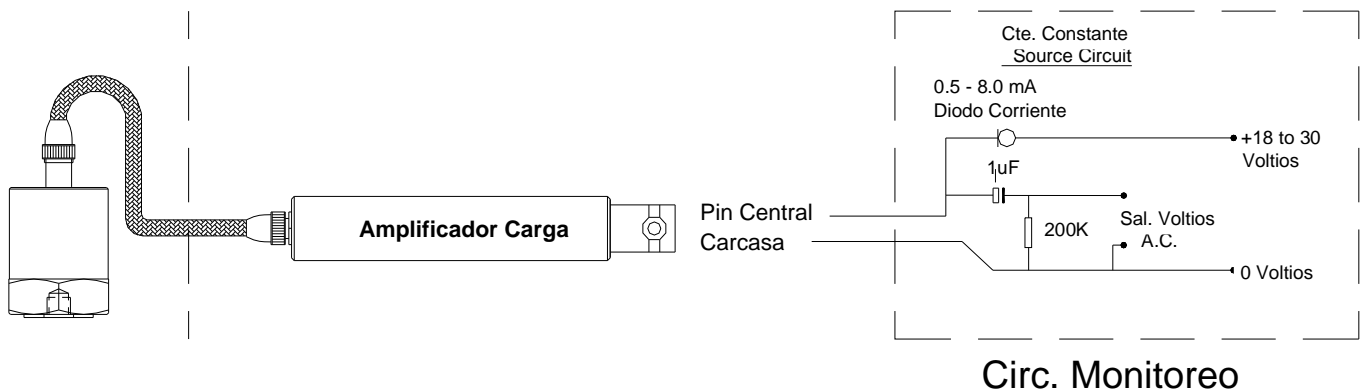 Cte. Constante
Source Circuit
0.5 - 8.0 mA
Diodo Corriente
+18 to 30
Voltios
1uF
Amplificador Carga
Pin Central
Carcasa
200K
Sal. Voltios
A.C.
0 Voltios
Circ. Monitoreo